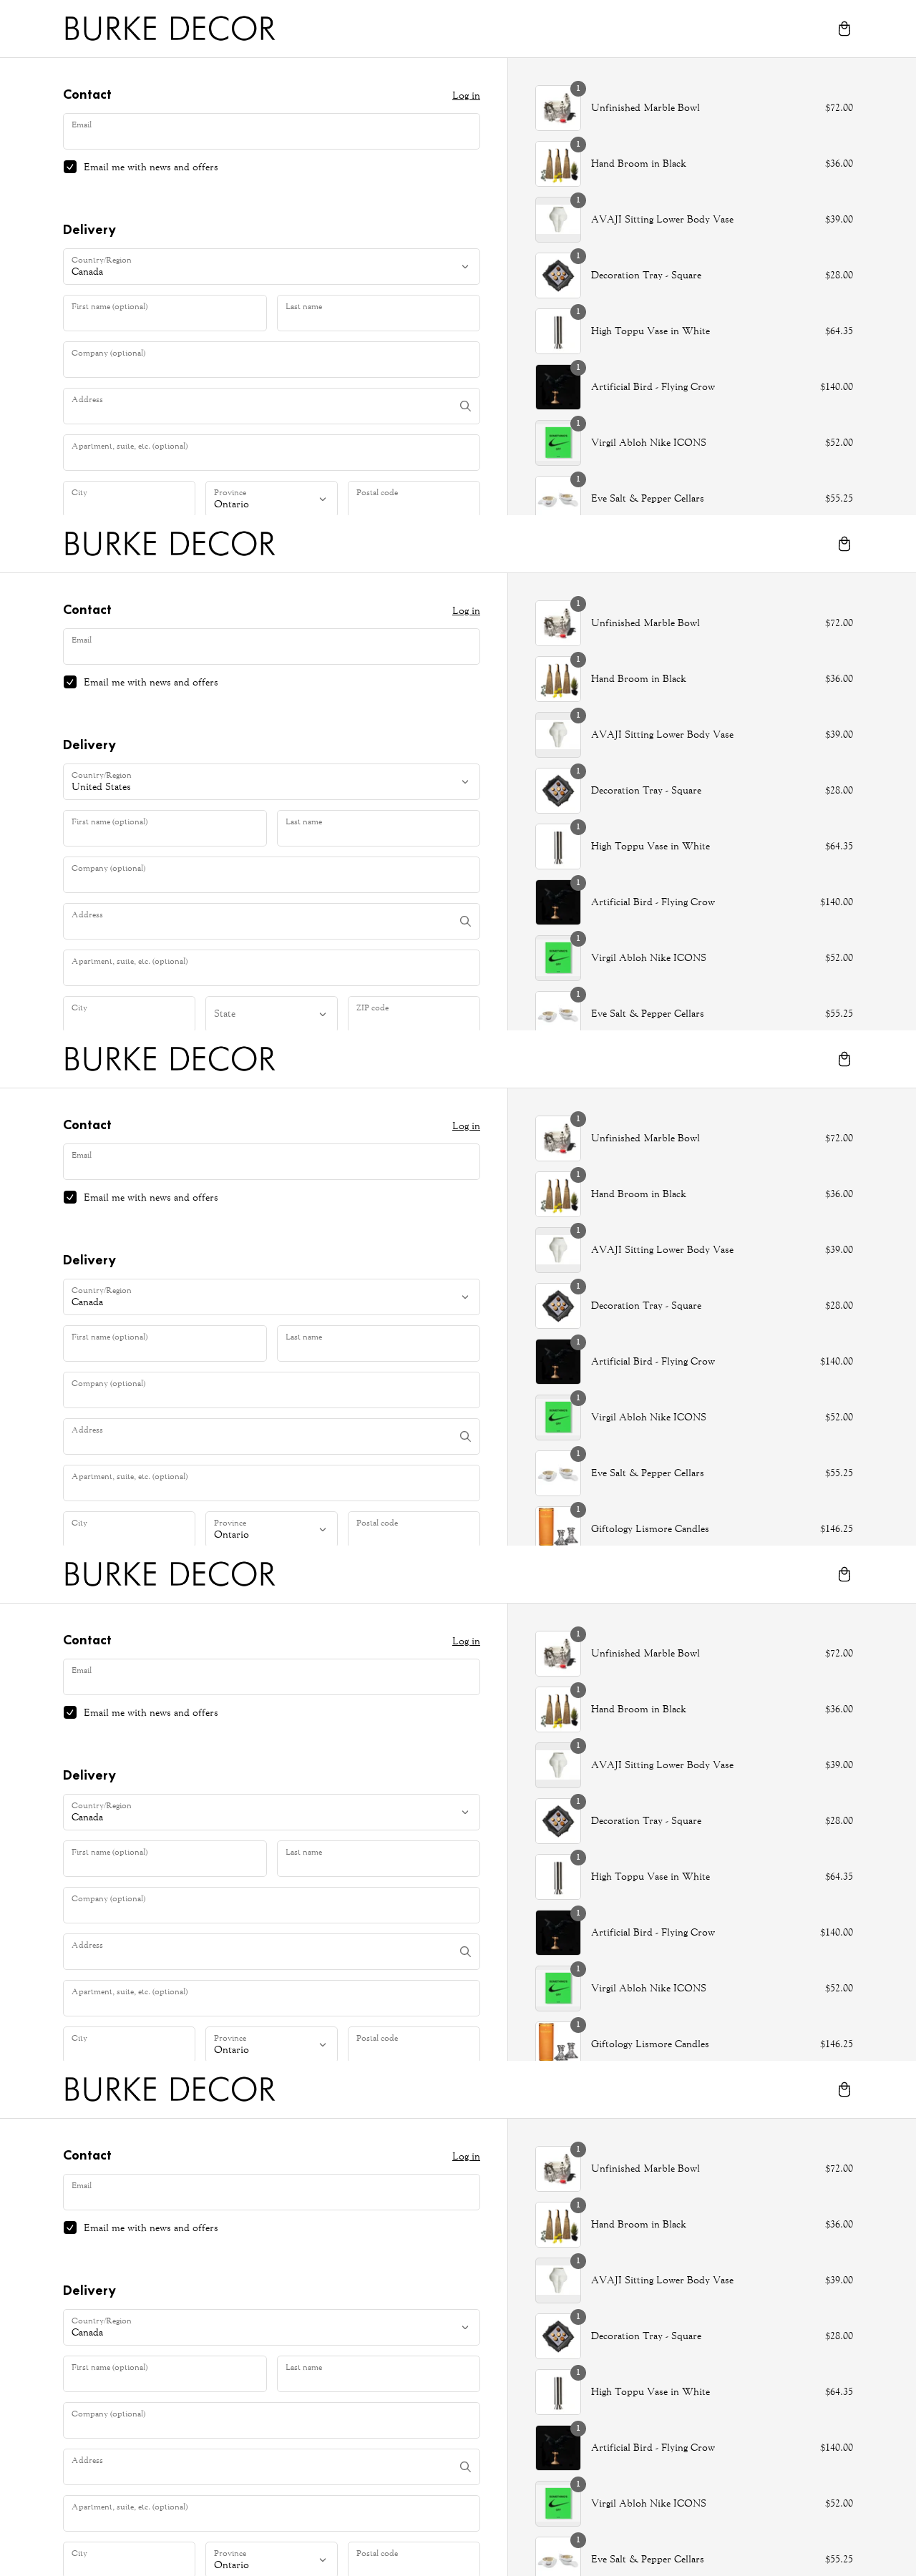 BURKE DECOR
Contact
Log in
Email
Email me with news and offers
Delivery
Country/Region
Canada
First name (optional)
Last name
Company (optional)
Address
Apartment, suite, etc. (optional)
City
Province
Ontario
Postal code
1
Unfinished Marble Bowl
$72.00
1
Hand Broom in Black
$36.00
1
AVAJI Sitting Lower Body Vase
$39.00
1
Decoration Tray - Square
$28.00
1
High Toppu Vase in White
$64.35
1
Artificial Bird - Flying Crow
$140.00
1
Virgil Abloh Nike ICONS
$52.00
1
Eve Salt & Pepper Cellars
$55.25
BURKE DECOR
Contact
Log in
Email
Email me with news and offers
Delivery
Country/Region
United States
First name (optional)
Last name
Company (optional)
Address
Apartment, suite, etc. (optional)
City
State
ZIP code
1
Unfinished Marble Bowl
$72.00
1
Hand Broom in Black
$36.00
1
AVAJI Sitting Lower Body Vase
$39.00
1
Decoration Tray - Square
$28.00
1
High Toppu Vase in White
$64.35
1
Artificial Bird - Flying Crow
$140.00
1
Virgil Abloh Nike ICONS
$52.00
1
Eve Salt & Pepper Cellars
$55.25
BURKE DECOR
Contact
Log in
Email
Email me with news and offers
Delivery
Country/Region
Canada
First name (optional)
Last name
Company (optional)
Address
Apartment, suite, etc. (optional)
City
Province
Ontario
Postal code
1
Unfinished Marble Bowl
$72.00
1
Hand Broom in Black
$36.00
1
AVAJI Sitting Lower Body Vase
$39.00
1
Decoration Tray - Square
$28.00
1
Artificial Bird - Flying Crow
$140.00
1
Virgil Abloh Nike ICONS
$52.00
1
Eve Salt & Pepper Cellars
$55.25
1
Giftology Lismore Candles
$146.25
BURKE DECOR
Contact
Log in
Email
Email me with news and offers
Delivery
Country/Region
Canada
First name (optional)
Last name
Company (optional)
Address
Apartment, suite, etc. (optional)
City
Province
Ontario
Postal code
1
Unfinished Marble Bowl
$72.00
1
Hand Broom in Black
$36.00
1
AVAJI Sitting Lower Body Vase
$39.00
1
Decoration Tray - Square
$28.00
1
High Toppu Vase in White
$64.35
1
Artificial Bird - Flying Crow
$140.00
1
Virgil Abloh Nike ICONS
$52.00
1
Giftology Lismore Candles
$146.25
BURKE DECOR
Contact
Log in
Email
Email me with news and offers
Delivery
Country/Region
Canada
First name (optional)
Last name
Company (optional)
Address
Apartment, suite, etc. (optional)
City
Province
Ontario
Postal code
1
Unfinished Marble Bowl
$72.00
1
Hand Broom in Black
$36.00
1
AVAJI Sitting Lower Body Vase
$39.00
1
Decoration Tray - Square
$28.00
1
High Toppu Vase in White
$64.35
1
Artificial Bird - Flying Crow
$140.00
1
Virgil Abloh Nike ICONS
$52.00
1
Eve Salt & Pepper Cellars
$55.25